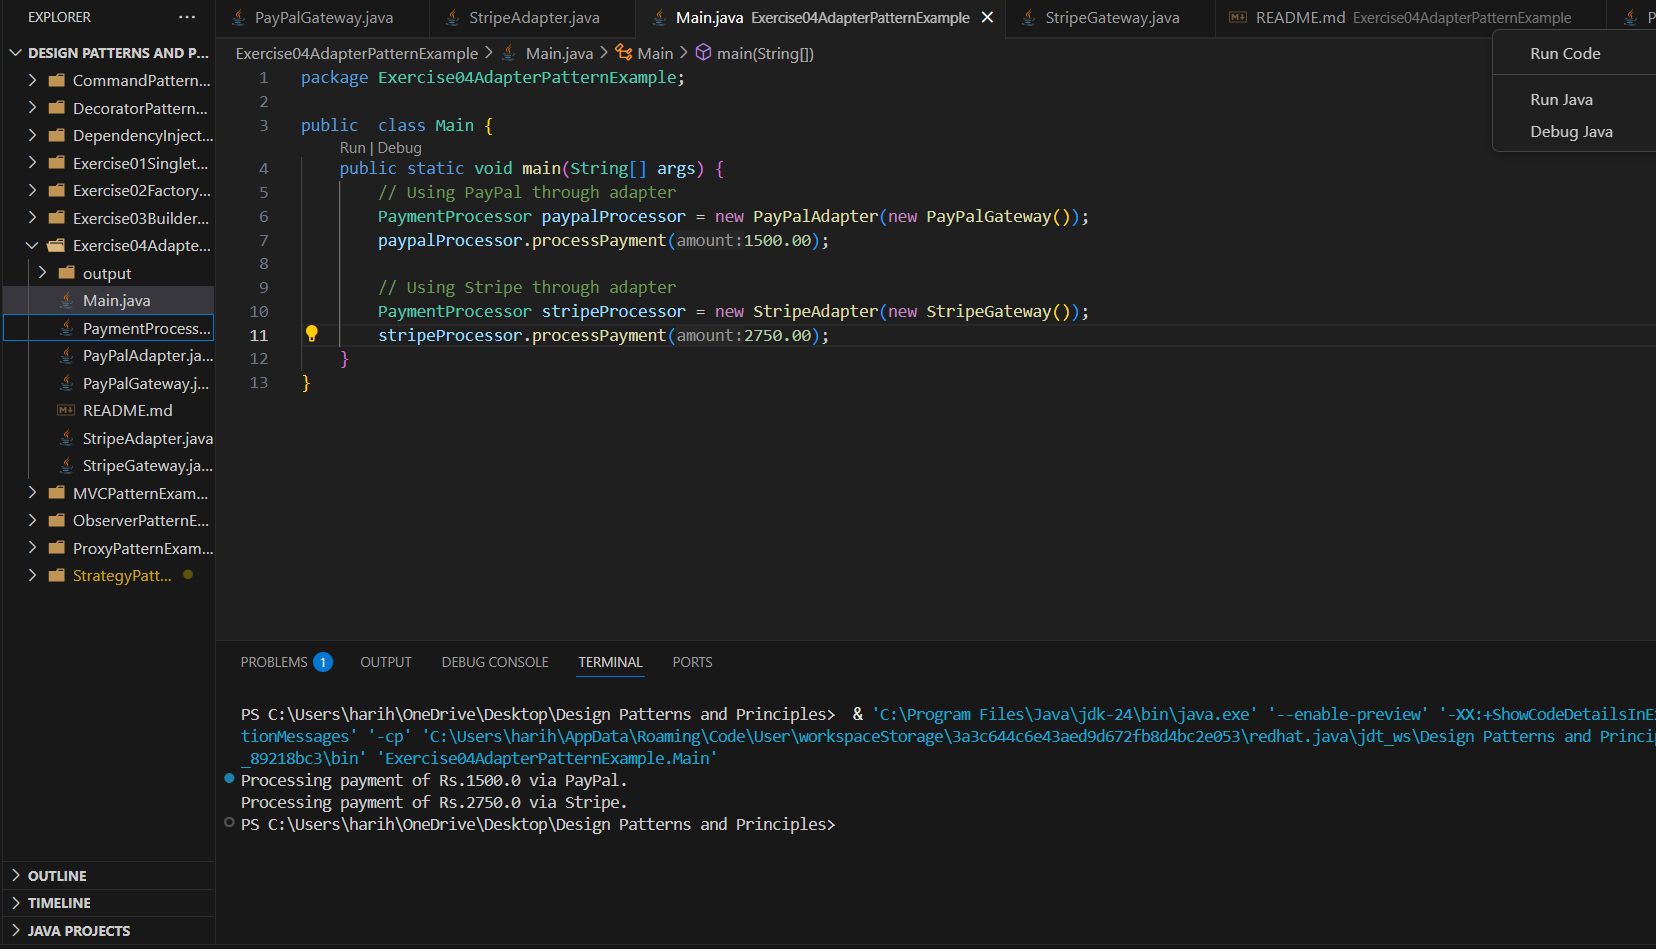 EXPLORER
···
DESIGN PATTERNS AND P...
CommandPattern...
DecoratorPattern...
DependencyInject...
Exercise01Singlet...
Exercise02Factory...
Exercise03Builder...
Exercise04Adapte...
output
Main.java
PaymentProcess...
PayPalAdapter.ja...
PayPalGateway.j...
README.md
StripeAdapter.java
StripeGateway.ja...
MVCPatternExam...
ObserverPatternE...
ProxyPatternExam...
StrategyPatt...
OUTLINE
TIMELINE
JAVA PROJECTS
PayPalGateway.java
StripeAdapter.java
Main.java Exercise04AdapterPatternExample
StripeGateway.java
README.md Exercise04AdapterPatternExample
P
Run Code
Run Java
Debug Java
Exercise04AdapterPatternExample > Main.java > Main > main(String[])
1 package Exercise04AdapterPatternExample;
2
3 public  class Main {
Run | Debug
4 public static void main(String[] args) {
5 // Using PayPal through adapter
6 PaymentProcessor paypalProcessor = new PayPalAdapter(new PayPalGateway());
7 paypalProcessor.processPayment(amount:1500.00);
8
9 // Using Stripe through adapter
10 PaymentProcessor stripeProcessor = new StripeAdapter(new StripeGateway());
11 stripeProcessor.processPayment(amount:2750.00);
12 }
13 }
PROBLEMS 1 OUTPUT DEBUG CONSOLE TERMINAL PORTS
PS C:\Users\harih\OneDrive\Desktop\Design Patterns and Principles>  & 'C:\Program Files\Java\jdk-24\bin\java.exe' '--enable-preview' '-XX:+ShowCodeDetailsInEx
tionMessages' '-cp' 'C:\Users\harih\AppData\Roaming\Code\User\workspaceStorage\3a3c644c6e43aed9d672fb8d4bc2e053\redhat.java\jdt_ws\Design Patterns and Princip
_89218bc3\bin' 'Exercise04AdapterPatternExample.Main'
Processing payment of Rs.1500.0 via PayPal.
Processing payment of Rs.2750.0 via Stripe.
PS C:\Users\harih\OneDrive\Desktop\Design Patterns and Principles>